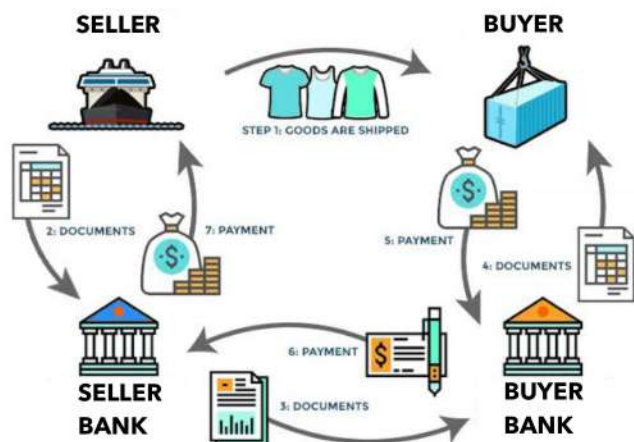 SELLER
BUYER
STEP 1: GOODS ARE SHIPPED
2: DOCUMENTS
7: PAYMENT
5: PAYMENT
4: DOCUMENTS
6: PAYMENT
3: DOCUMENTS
SELLER
BANK
BUYER
BANK
$
$
$